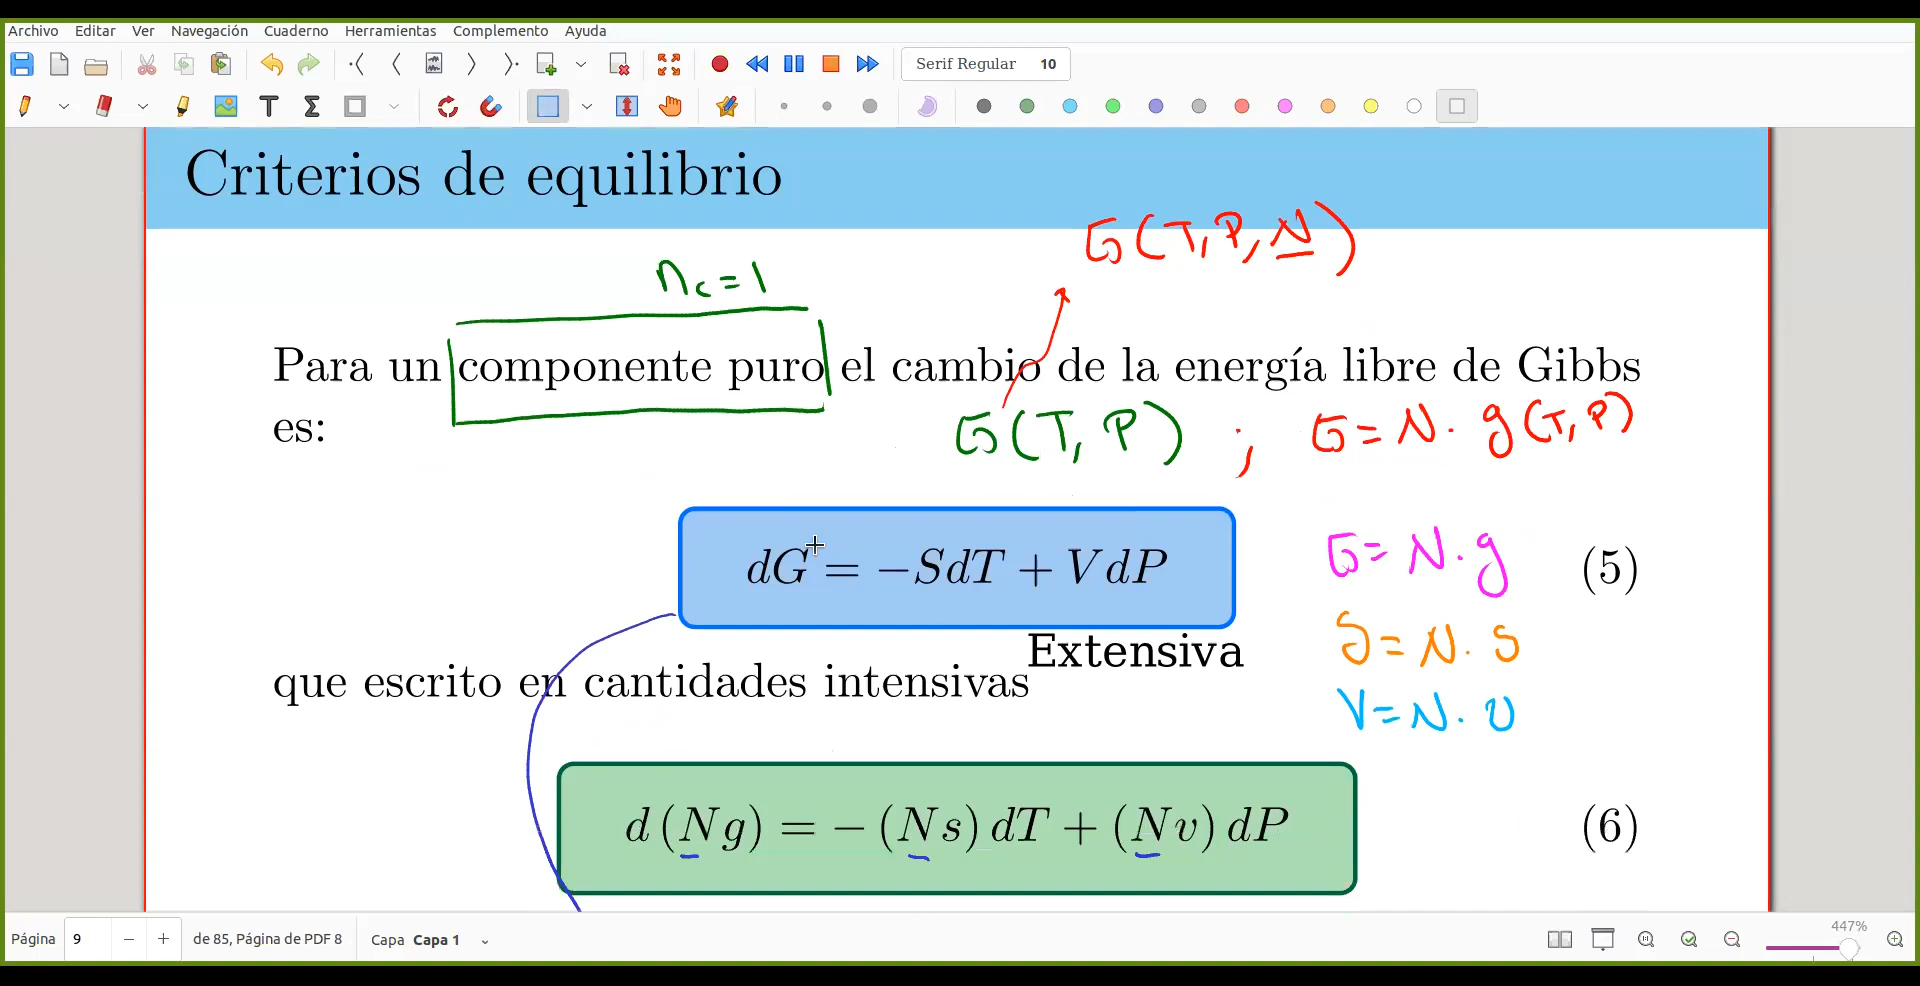 Archivo Editar Ver Navegación Cuaderno Herramientas Complemento Ayuda
Serif Regular 10
Criterios de equilibrio
G(T, P, N)
nc=1
Para un componente puro el cambio de la energía libre de Gibbs
es:
G(T, P) ; G=N. g(T, P)
dG = −SdT + VdP
G=N.g
(5)
Extensiva
S=N.s
que escrito en cantidades intensivas
V=N.v
d (Ng) = − (Ns) dT + (Nv) dP
(6)
Página 9 de 85, Página de PDF 8 Capa Capa 1
447%